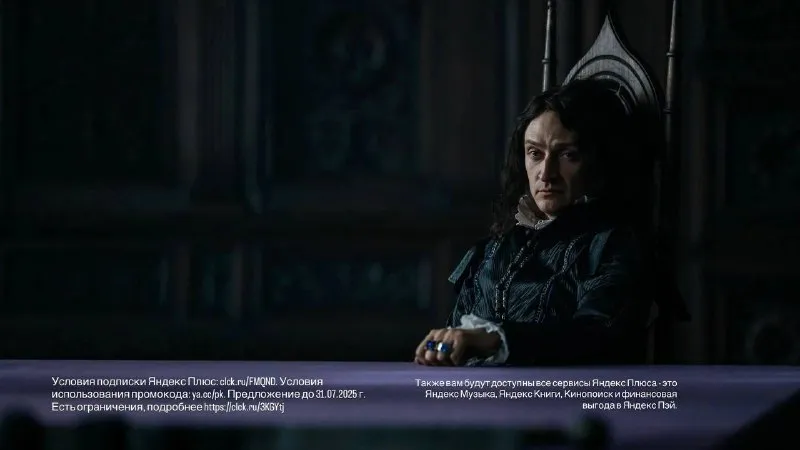 Условия подписки Яндекс Плюс: clck.ru/FMQND. Условия
использования промокода: ya.cc/pk. Предложение до 31.07.2025 г.
Есть ограничения, подробнее https://clck.ru/3KGYtj
Также вам будут доступны все сервисы Яндекс Плюса - это
Яндекс Музыка, Яндекс Книги, Кинопоиск и финансовая
выгода в Яндекс Пэй.